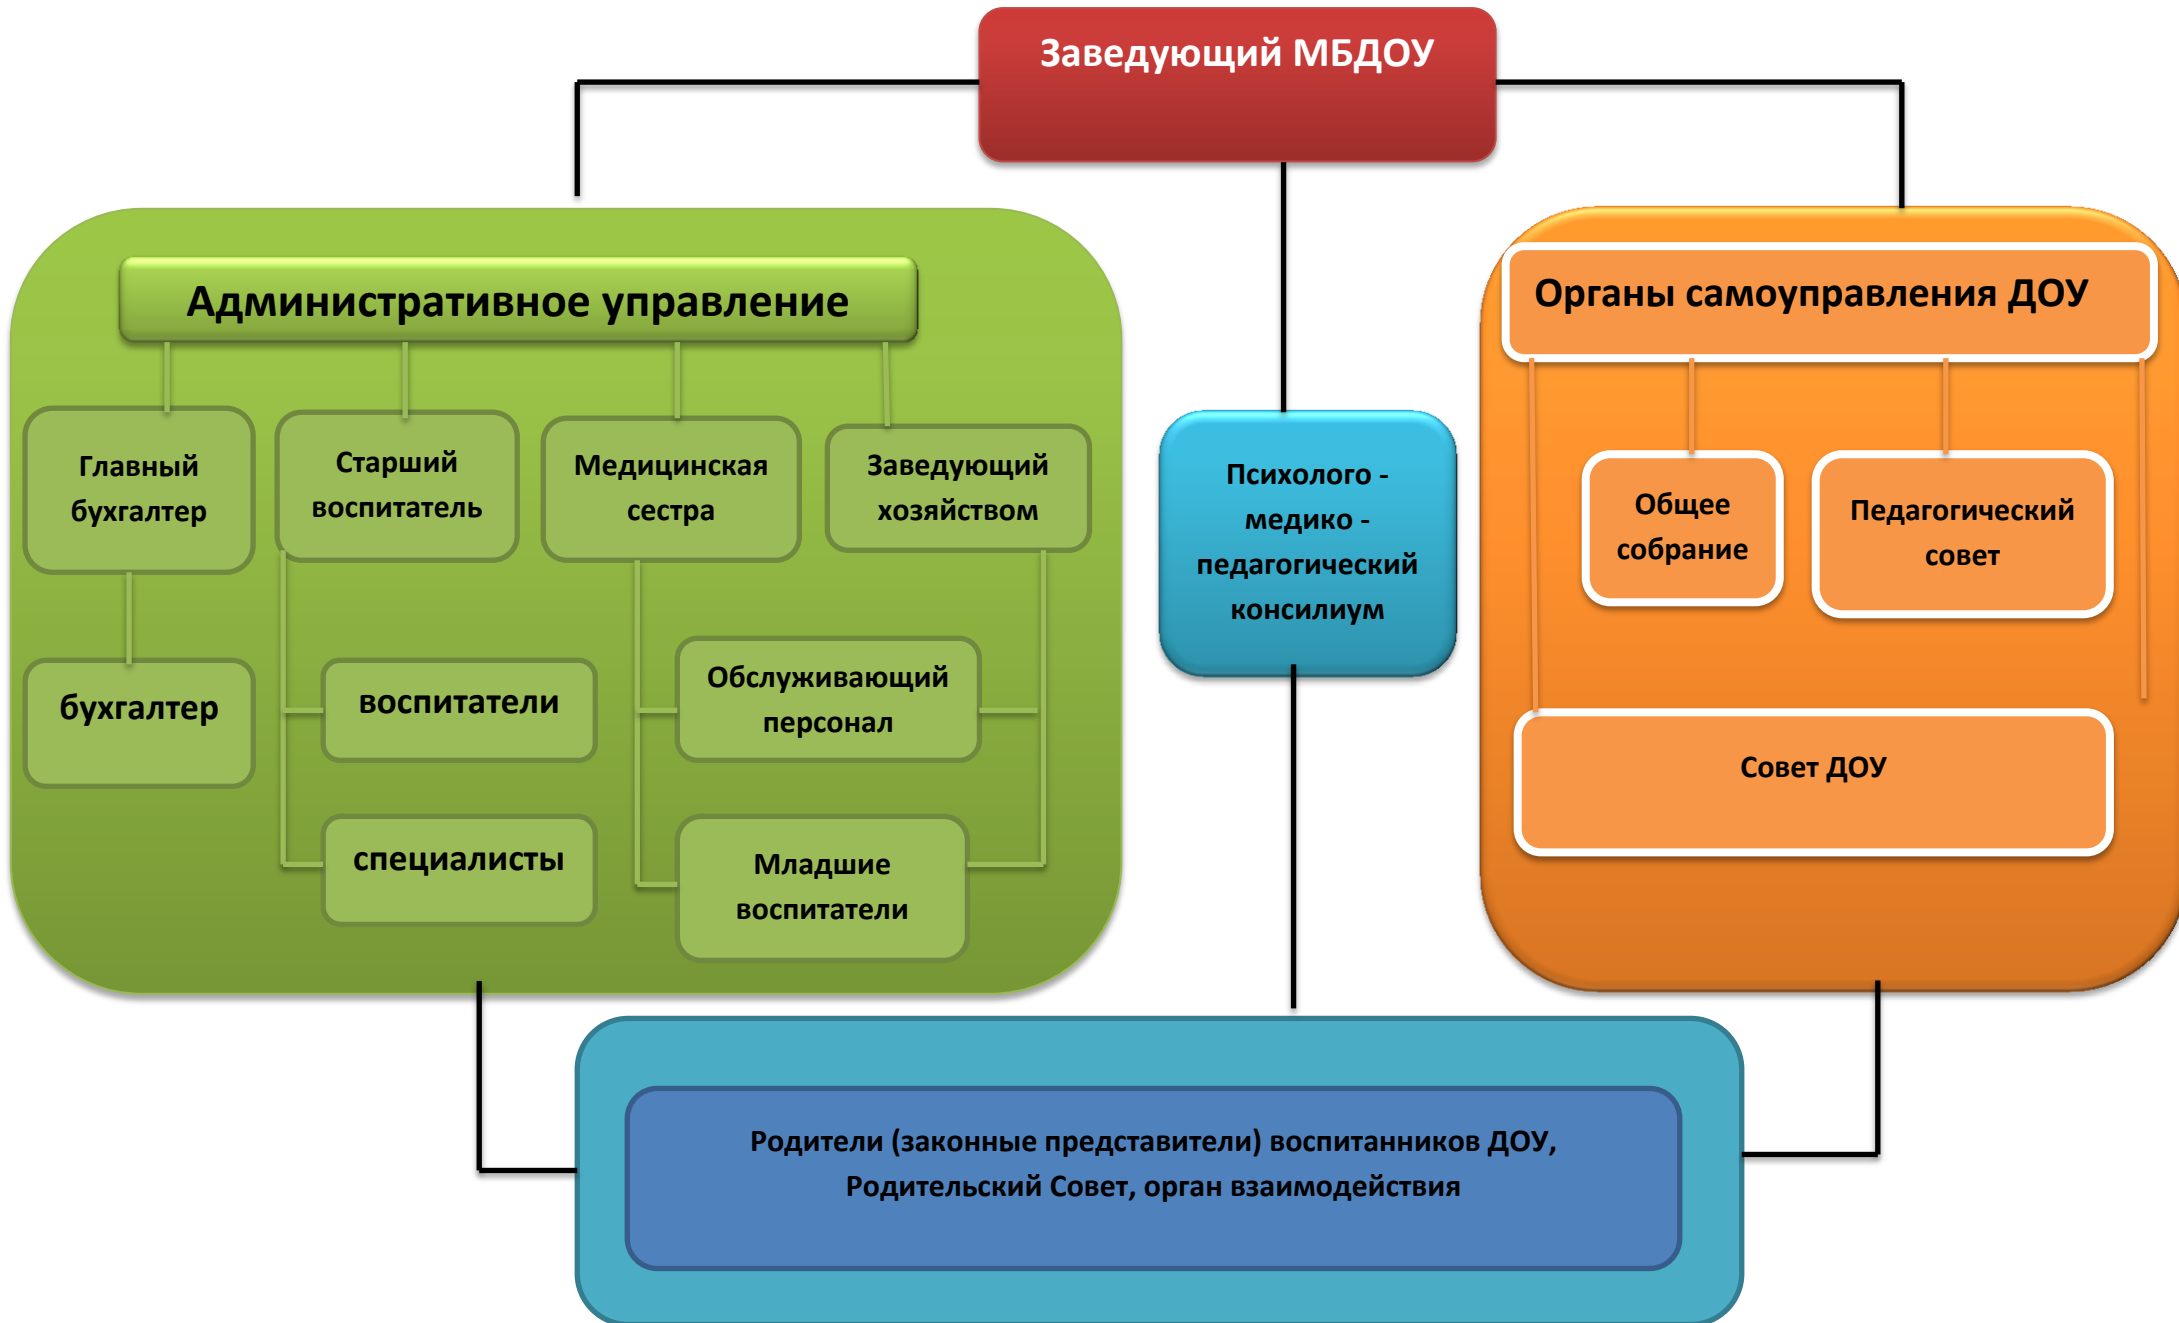 Заведующий МБДОУ
Административное управление
Главный
бухгалтер
Старший
воспитатель
Медицинская
сестра
Заведующий
хозяйством
бухгалтер
воспитатели
специалисты
Обслуживающий
персонал
Младшие
воспитатели
Психолого -
медико -
педагогический
консилиум
Органы самоуправления ДОУ
Общее
собрание
Педагогический
совет
Совет ДОУ
Родители (законные представители) воспитанников ДОУ,
Родительский Совет, орган взаимодействия